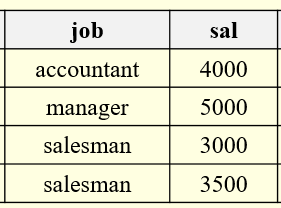 job sal
accountant 4000
manager 5000
salesman 3000
salesman 3500